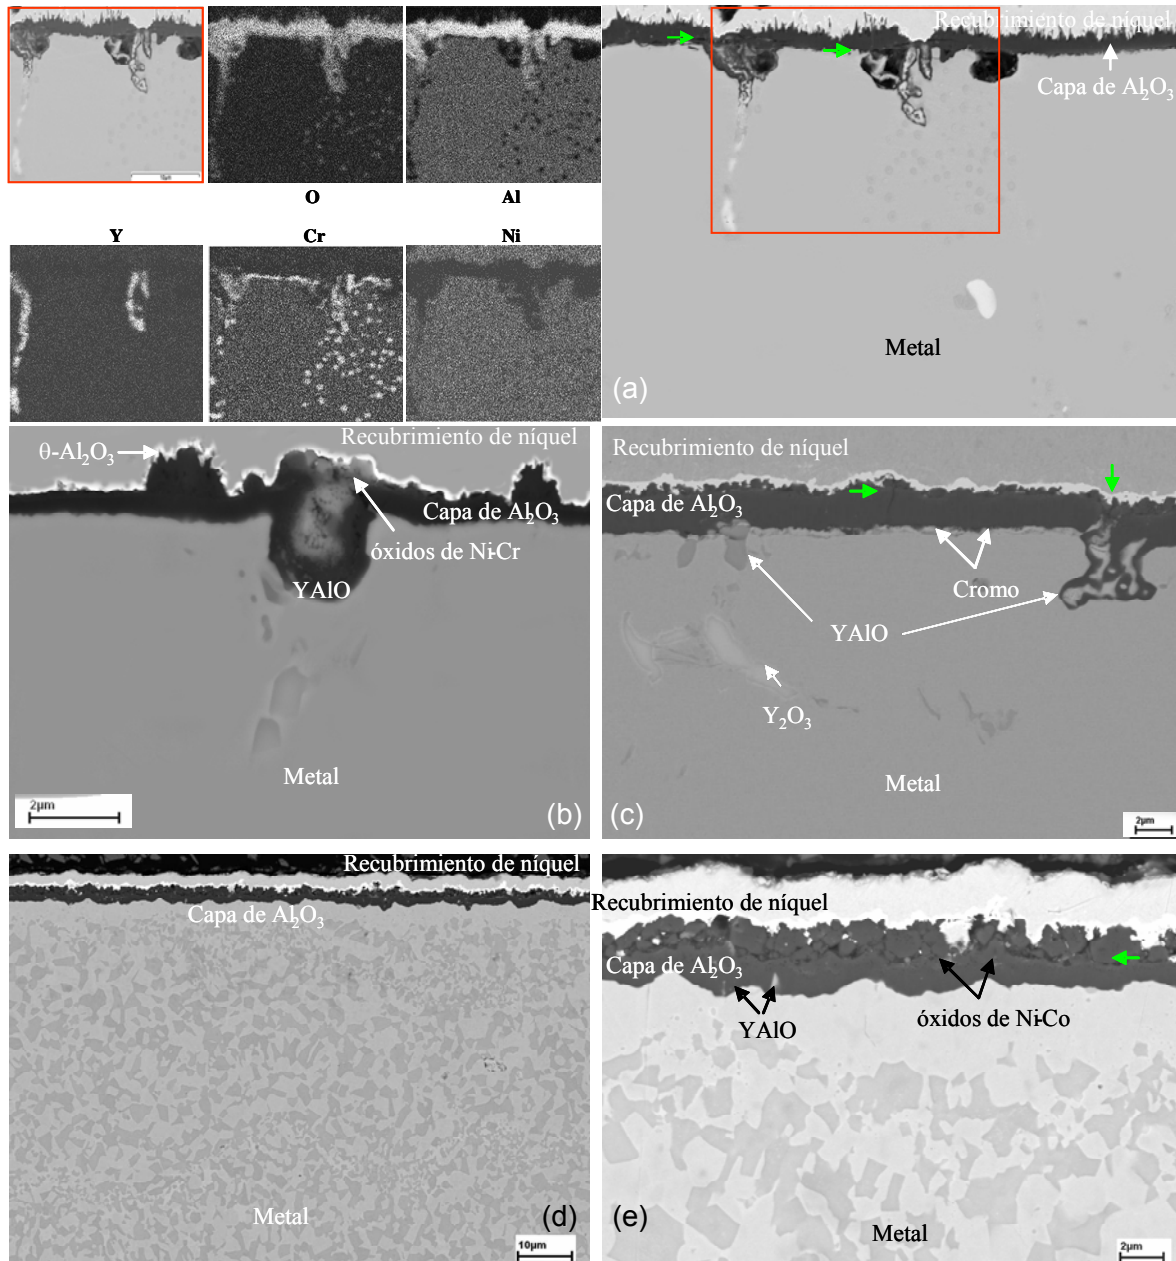 O
Al
Y
Cr
Ni
Recubrimiento de níquel
Capa de Al2O3
Metal
(a)
Recubrimiento de níquel
θ-Al2O3
Capa de Al2O3
óxidos de Ni-Cr
YAlO
Metal
2µm
(b)
Recubrimiento de níquel
Capa de Al2O3
Cromo
YAlO
Y2O3
Metal
(c)
2µm
Recubrimiento de níquel
Capa de Al2O3
Metal
(d)
10µm
Recubrimiento de níquel
Capa de Al2O3
YAlO
óxidos de Ni-Co
(e)
Metal
2µm